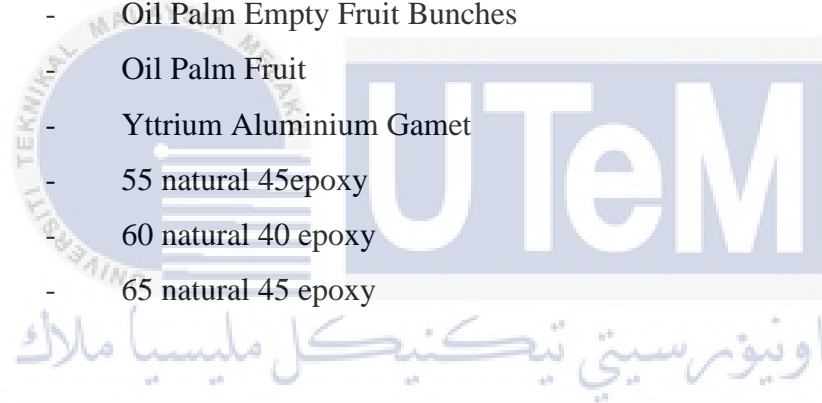 - Oil Palm Empty Fruit Bunches
- Oil Palm Fruit
- Yttrium Aluminium Gamet
- 55 natural 45epoxy
- 60 natural 40 epoxy
- 65 natural 45 epoxy
UTeM
اونيۏرسيتي تيکنيکل مليسيا ملاك